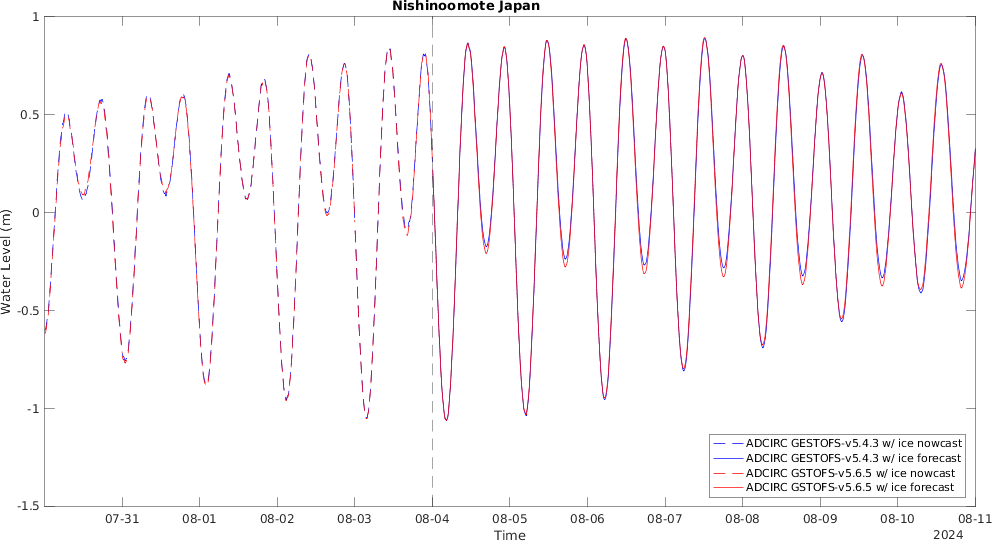 Nishinoomote Japan
Water Level (m)
1
0.5
0
-0.5
-1
-1.5
07-31
08-01
08-02
08-03
08-04
08-05
08-06
08-07
08-08
08-09
08-10
08-11
Time
2024
ADCIRC GESTOFS-v5.4.3 w/ ice nowcast
ADCIRC GESTOFS-v5.4.3 w/ ice forecast
ADCIRC GSTOFS-v5.6.5 w/ ice nowcast
ADCIRC GSTOFS-v5.6.5 w/ ice forecast